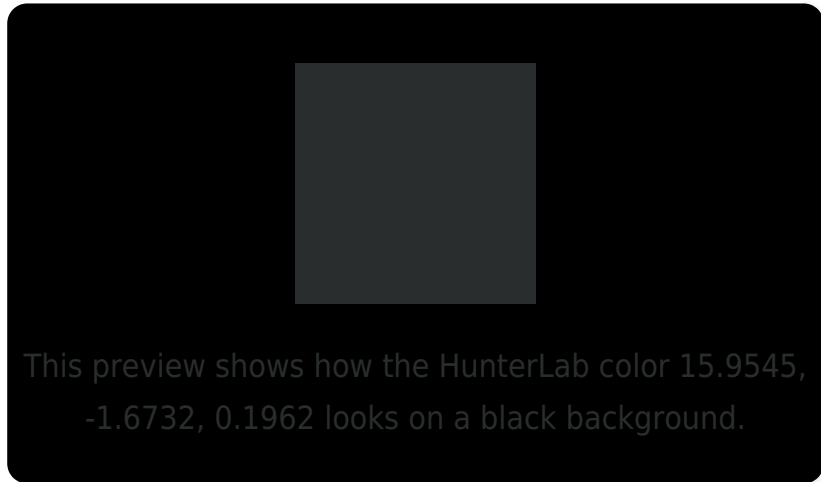 This preview shows how the HunterLab color 15.9545,
-1.6732, 0.1962 looks on a black background.